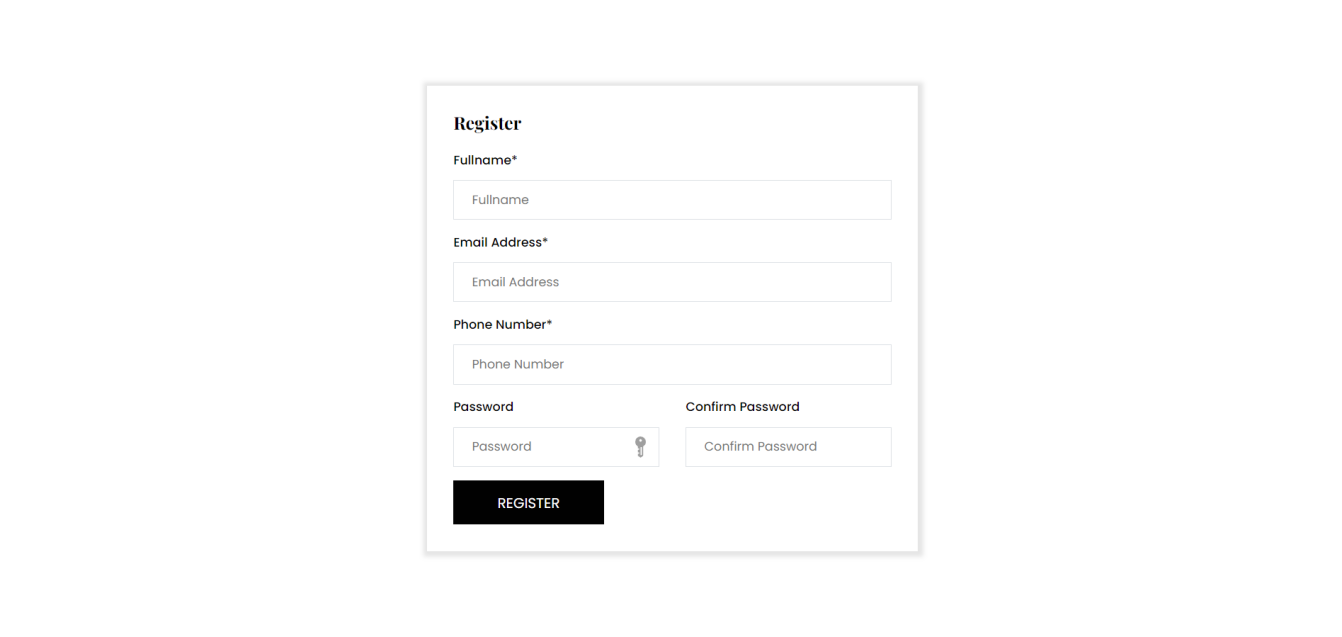 Register
Fullname*
Fullname
Email Address*
Email Address
Phone Number*
Phone Number
Password Confirm Password
Password Confirm Password
REGISTER